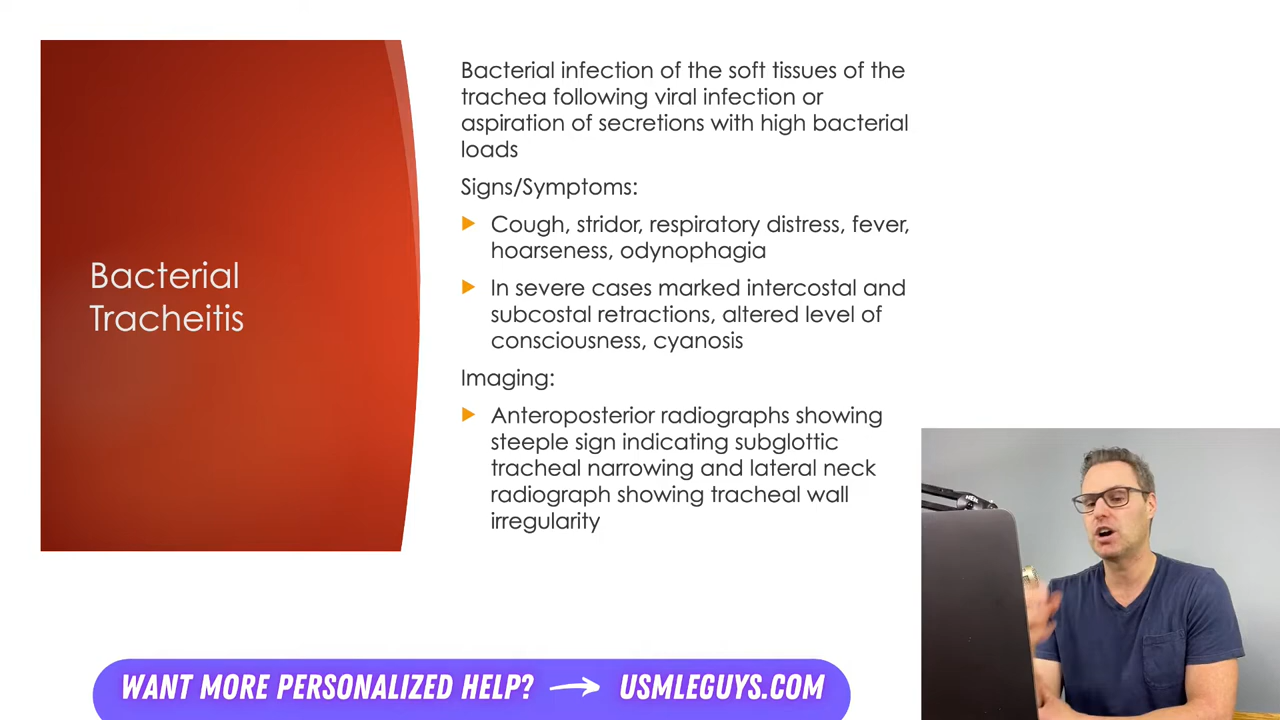 Bacterial
Tracheitis
Bacterial infection of the soft tissues of the
trachea following viral infection or
aspiration of secretions with high bacterial
loads
Signs/Symptoms:
Cough, stridor, respiratory distress, fever,
hoarseness, odynophagia
In severe cases marked intercostal and
subcostal retractions, altered level of
consciousness, cyanosis
Imaging:
Anteroposterior radiographs showing
steeple sign indicating subglottic
tracheal narrowing and lateral neck
radiograph showing tracheal wall
irregularity
WANT MORE PERSONALIZED HELP? → USMLEGUYS.COM